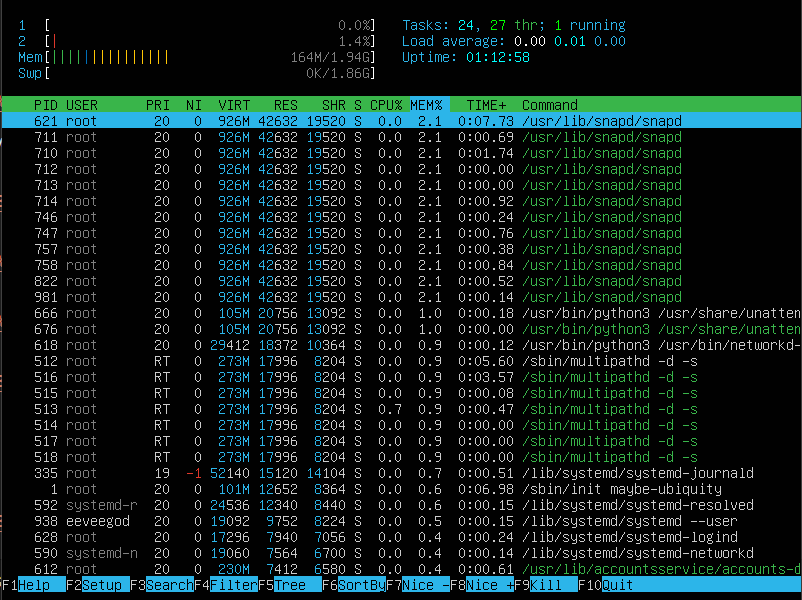 1 [ 0.0%] Tasks: 24, 27 thr; 1 running
2 [| 1.4%] Load average: 0.00 0.01 0.00
Mem[||||||||||||||| 164M/1.94G] Uptime: 01:12:58
Swp[ 0K/1.86G]
PID USER PRI NI VIRT RES SHR S CPU% MEM% TIME+ Command
621 root 20 0 926M 42632 19520 S 0.0 2.1 0:07.73 /usr/lib/snapd/snapd
711 root 20 0 926M 42632 19520 S 0.0 2.1 0:00.69 /usr/lib/snapd/snapd
710 root 20 0 926M 42632 19520 S 0.0 2.1 0:01.74 /usr/lib/snapd/snapd
712 root 20 0 926M 42632 19520 S 0.0 2.1 0:00.00 /usr/lib/snapd/snapd
713 root 20 0 926M 42632 19520 S 0.0 2.1 0:00.00 /usr/lib/snapd/snapd
714 root 20 0 926M 42632 19520 S 0.0 2.1 0:00.92 /usr/lib/snapd/snapd
746 root 20 0 926M 42632 19520 S 0.0 2.1 0:00.24 /usr/lib/snapd/snapd
747 root 20 0 926M 42632 19520 S 0.0 2.1 0:00.76 /usr/lib/snapd/snapd
757 root 20 0 926M 42632 19520 S 0.0 2.1 0:00.38 /usr/lib/snapd/snapd
758 root 20 0 926M 42632 19520 S 0.0 2.1 0:00.84 /usr/lib/snapd/snapd
822 root 20 0 926M 42632 19520 S 0.0 2.1 0:00.52 /usr/lib/snapd/snapd
981 root 20 0 926M 42632 19520 S 0.0 2.1 0:00.14 /usr/lib/snapd/snapd
666 root 20 0 105M 20756 13092 S 0.0 1.0 0:00.18 /usr/bin/python3 /usr/share/unatten
676 root 20 0 105M 20756 13092 S 0.0 1.0 0:00.00 /usr/bin/python3 /usr/share/unatten
618 root 20 0 29412 18372 10364 S 0.0 0.9 0:00.12 /usr/bin/python3 /usr/bin/networkd-
512 root RT 0 273M 17996 8204 S 0.0 0.9 0:05.60 /sbin/multipathd -d -s
516 root RT 0 273M 17996 8204 S 0.0 0.9 0:03.57 /sbin/multipathd -d -s
515 root RT 0 273M 17996 8204 S 0.0 0.9 0:00.08 /sbin/multipathd -d -s
513 root RT 0 273M 17996 8204 S 0.7 0.9 0:00.47 /sbin/multipathd -d -s
514 root RT 0 273M 17996 8204 S 0.0 0.9 0:00.00 /sbin/multipathd -d -s
517 root RT 0 273M 17996 8204 S 0.0 0.9 0:00.00 /sbin/multipathd -d -s
518 root RT 0 273M 17996 8204 S 0.0 0.9 0:00.00 /sbin/multipathd -d -s
335 root 19 -1 52140 15120 14104 S 0.0 0.7 0:00.51 /lib/systemd/systemd-journald
1 root 20 0 101M 12652 8364 S 0.0 0.6 0:06.98 /sbin/init maybe-ubiquity
592 systemd-r 20 0 24536 12340 8440 S 0.0 0.6 0:00.15 /lib/systemd/systemd-resolved
938 eeveegod 20 0 19092 9752 8224 S 0.0 0.5 0:00.15 /lib/systemd/systemd --user
628 root 20 0 17296 7940 7056 S 0.0 0.4 0:00.24 /lib/systemd/systemd-logind
590 systemd-n 20 0 19060 7564 6700 S 0.0 0.4 0:00.14 /lib/systemd/systemd-networkd
600 root 20 0 230M 7412 6580 S 0.0 0.4 0:00.61 /usr/lib/accountsservice/accounts-d
F1Help F2Setup F3SearchF4FilterF5Tree F6SortByF7Nice -F8Nice +F9Kill F10Quit